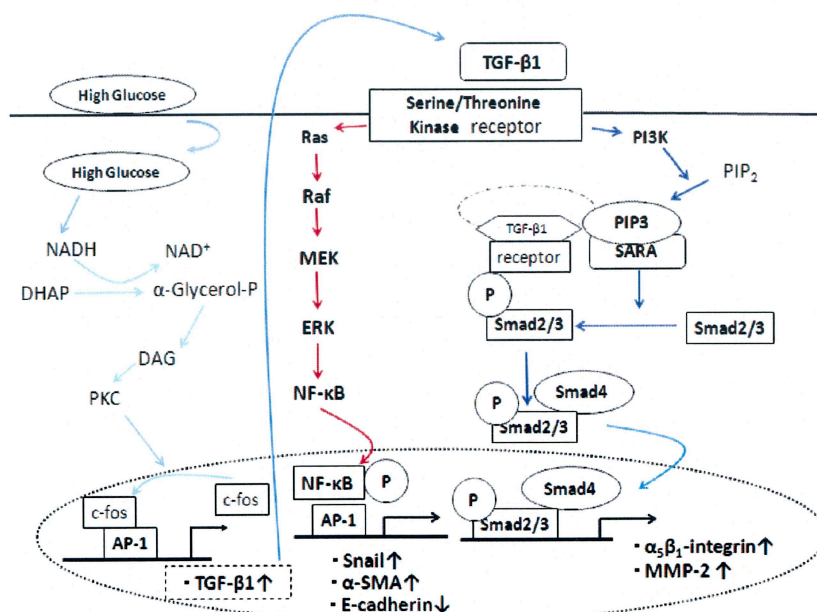 TGF-β1
High Glucose
Serine/Threonine
Kinase receptor
Ras
PI3K
High Glucose
PIP2
Raf
PIP3
TGF-β1
NADH
NAD+
SARA
MEK
receptor
DHAP
α-Glycerol-P
P
ERK
Smad2/3
Smad2/3
DAG
PKC
NF-κB
Smad4
P
Smad2/3
NF-κB
P
c-fos
c-fos
P
Smad4
AP-1
AP-1
Smad2/3
▪ TGF-β1↑
▪ Snail↑
▪ α-SMA↑
▪ E-cadherin↓
▪ α5β1-integrin↑
▪ MMP-2 ↑